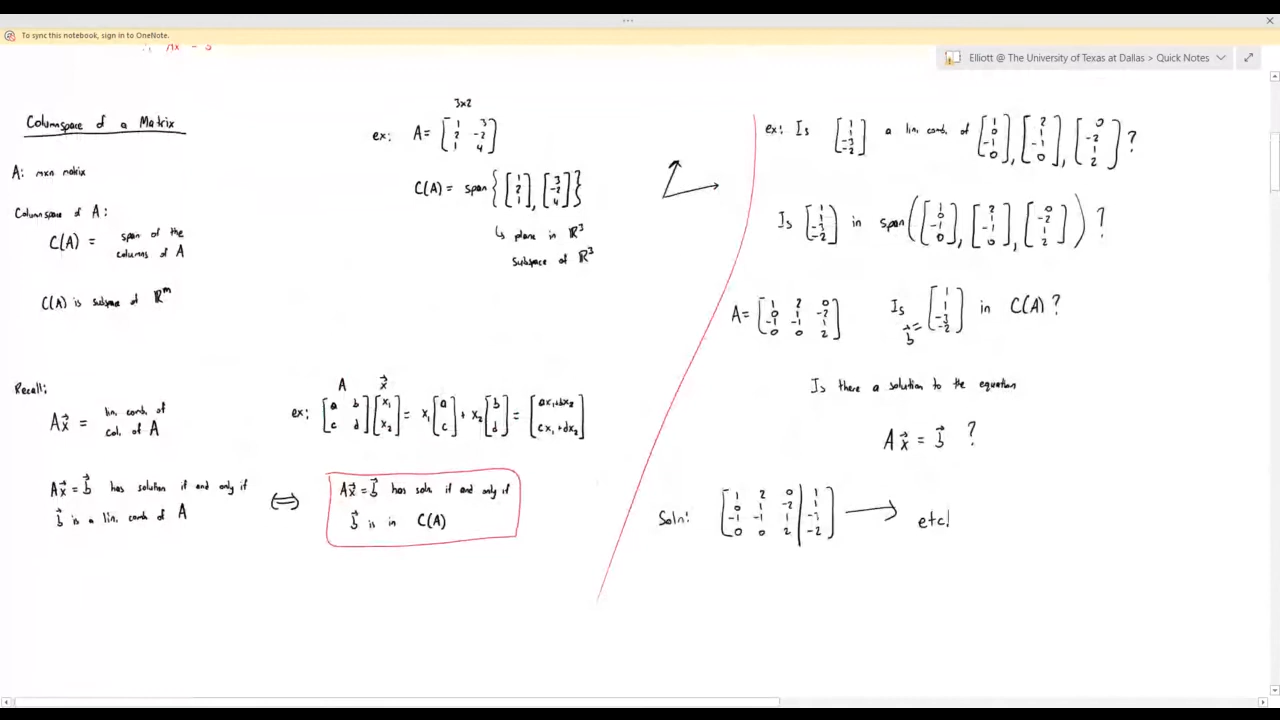 To sync this notebook, sign in to OneNote.
Elliott @ The University of Texas at Dallas > Quick Notes
Columnspace of a Matrix
A: mxn matrix
Columnspace of A:
C(A) = span of the
columns of A
C(A) is subspace of ℝᵐ
Recall:
Ax⃗ = lin. comb. of
col. of A
Ax⃗ = b⃗ has solution if and only if
b⃗ is a lin. comb of A
⟺
Ax⃗ = b⃗ has soln. if and only if
b⃗ is in C(A)
3x2
ex: A = [1 3; 2 -2; 1 4]
C(A) = span {[1; 2; 1], [3; -2; 4]}
↳ plane in ℝ³
subspace of ℝ³
A x⃗
ex: [a b; c d][x₁; x₂] = x₁[a; c] + x₂[b; d] = [ax₁+bx₂; cx₁+dx₂]
ex: Is [1; 1; -3; -2] a lin. comb. of [1; 0; -1; 0], [2; 1; -1; 0], [0; -2; 1; 2] ?
Is [1; 1; -3; -2] in span([1; 0; -1; 0], [2; 1; -1; 0], [0; -2; 1; 2]) ?
A = [1 2 0; 0 1 -2; -1 -1 1; 0 0 2] Is b⃗ = [1; 1; -3; -2] in C(A) ?
Is there a solution to the equation
Ax⃗ = b⃗ ?
Soln: [1 2 0 | 1; 0 1 -2 | 1; -1 -1 1 | -3; 0 0 2 | -2] → etc!